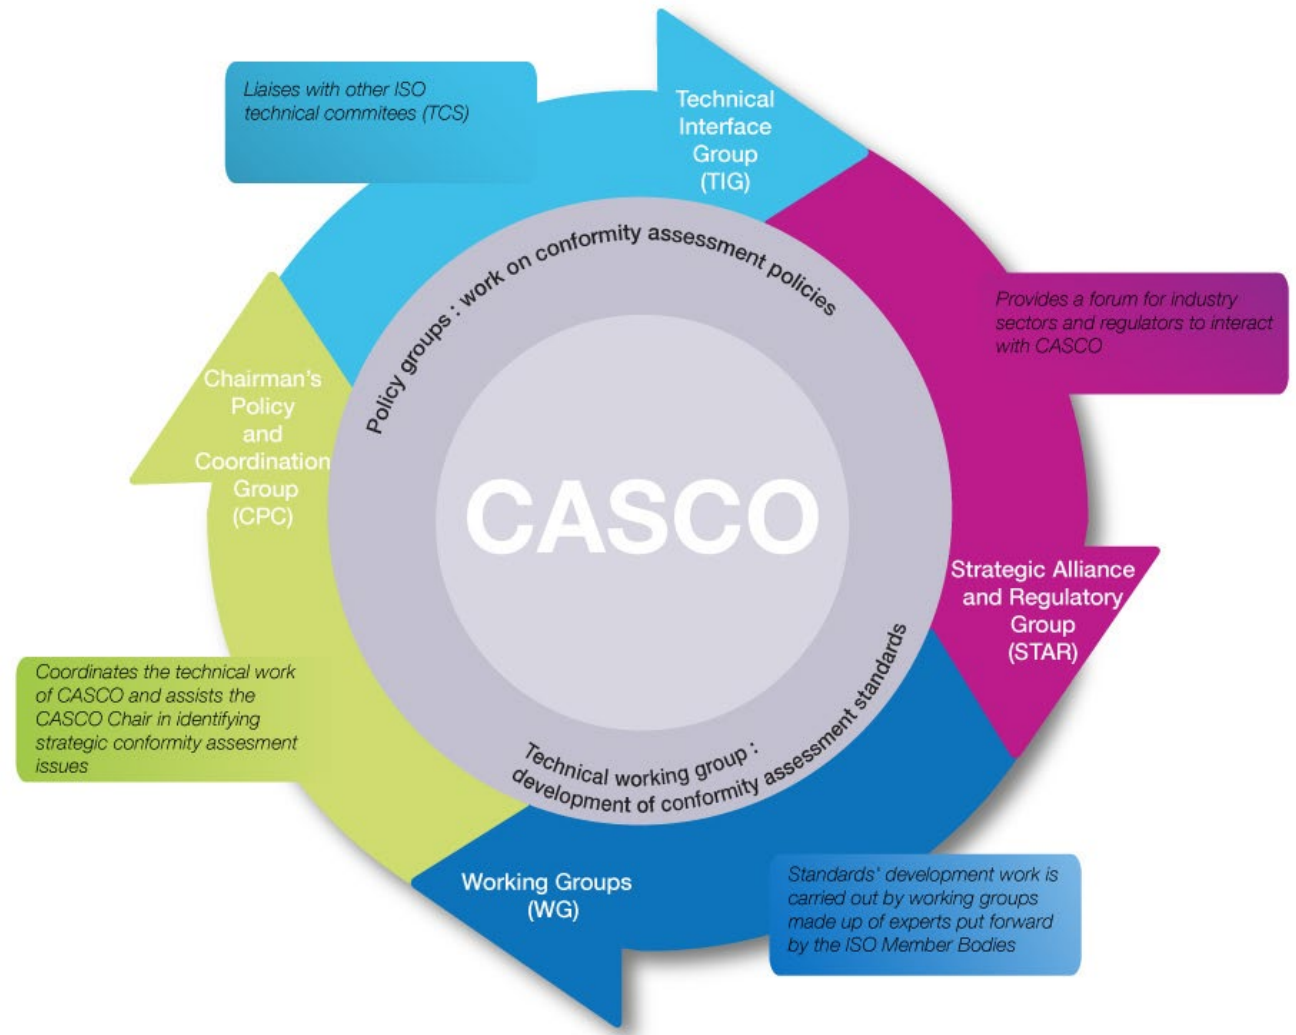 Liaises with other ISO
technical commitees (TCS)
Technical
Interface
Group
(TIG)
Policy groups : work on conformity assessment policies
Provides a forum for industry
sectors and regulators to interact
with CASCO
Chairman's
Policy
and
Coordination
Group
(CPC)
CASCO
Strategic Alliance
and Regulatory
Group
(STAR)
Coordinates the technical work
of CASCO and assists the
CASCO Chair in identifying
strategic conformity assesment
issues
Technical working group :
development of conformity assessment standards
Working Groups
(WG)
Standards' development work is
carried out by working groups
made up of experts put forward
by the ISO Member Bodies